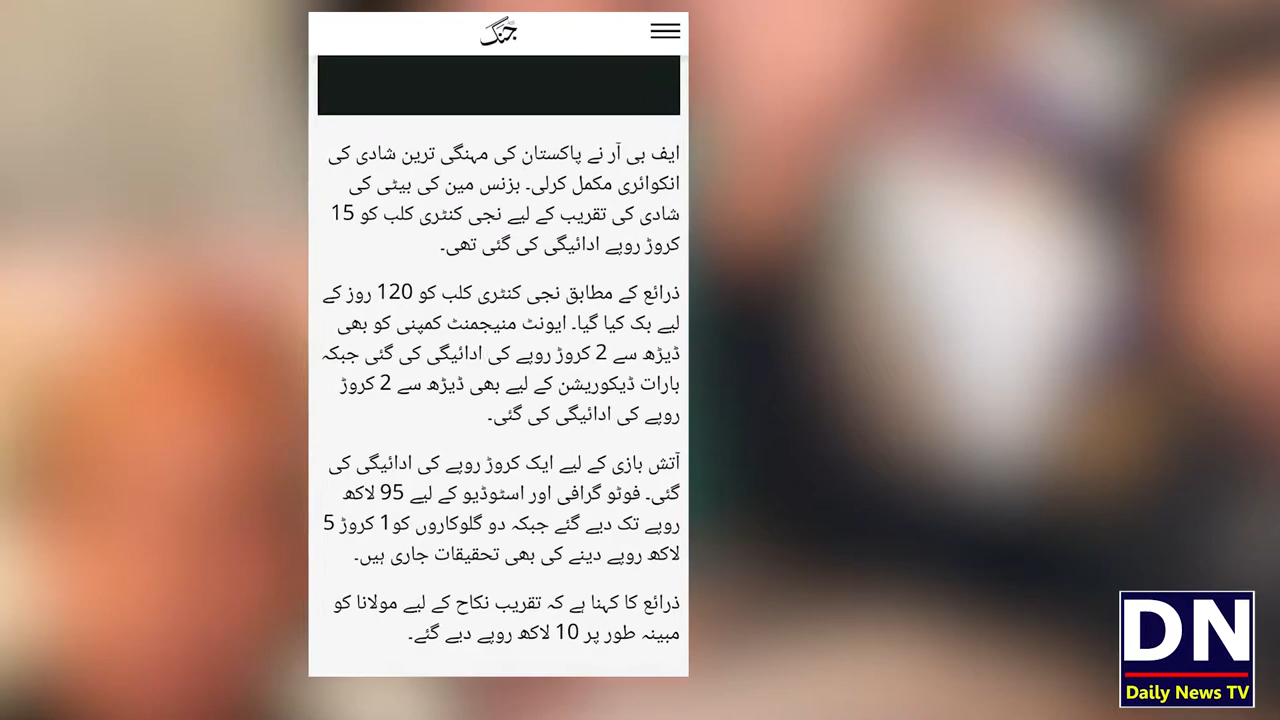 جنگ
ایف بی آر نے پاکستان کی مہنگی ترین شادی کی
انکوائری مکمل کرلی۔ بزنس مین کی بیٹی کی
شادی کی تقریب کے لیے نجی کنٹری کلب کو 15
کروڑ روپے ادائیگی کی گئی تھی۔
ذرائع کے مطابق نجی کنٹری کلب کو 120 روز کے
لیے بک کیا گیا۔ ایونٹ منیجمنٹ کمپنی کو بھی
ڈیڑھ سے 2 کروڑ روپے کی ادائیگی کی گئی جبکہ
بارات ڈیکوریشن کے لیے بھی ڈیڑھ سے 2 کروڑ
روپے کی ادائیگی کی گئی۔
آتش بازی کے لیے ایک کروڑ روپے کی ادائیگی کی
گئی۔ فوٹو گرافی اور اسٹوڈیو کے لیے 95 لاکھ
روپے تک دیے گئے جبکہ دو گلوکاروں کو1 کروڑ 5
لاکھ روپے دینے کی بھی تحقیقات جاری ہیں۔
ذرائع کا کہنا ہے کہ تقریب نکاح کے لیے مولانا کو
مبینہ طور پر 10 لاکھ روپے دیے گئے۔
DN
Daily News TV